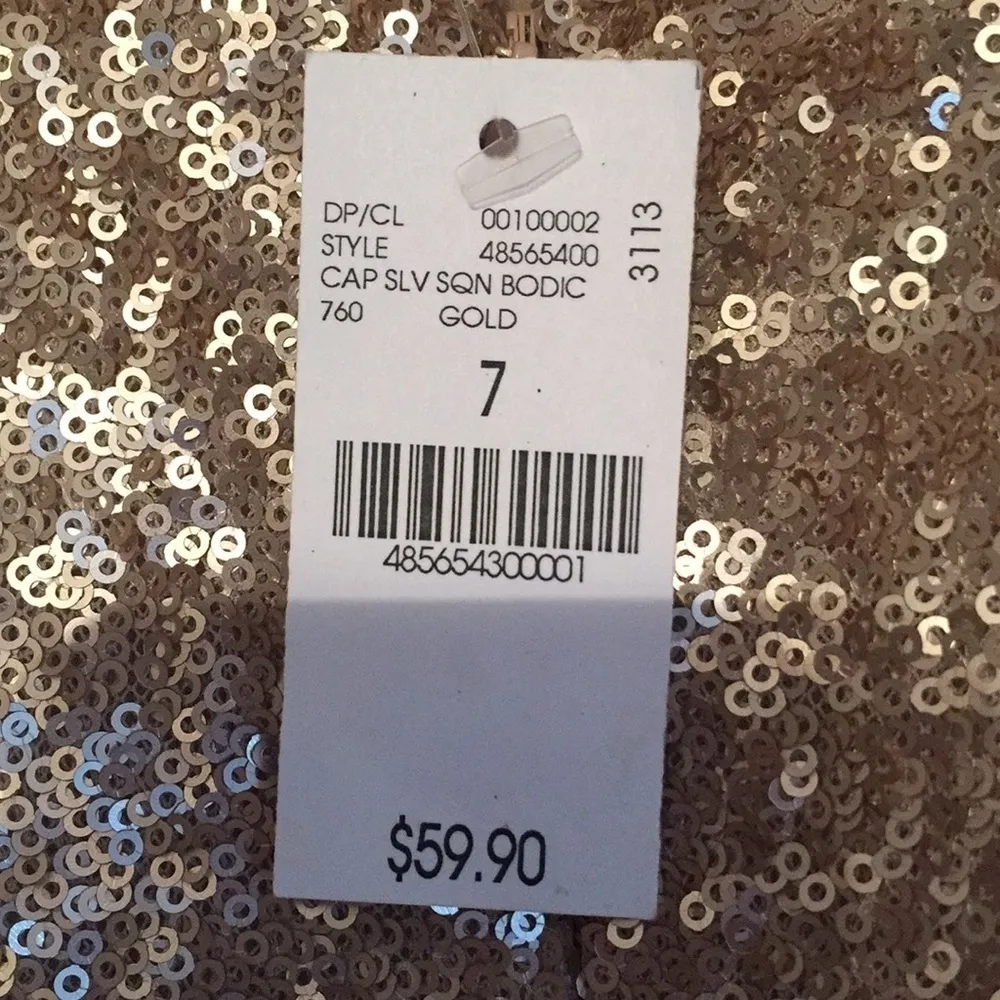 DP/CL 00100002
STYLE 48565400
CAP SLV SQN BODIC
760 GOLD
3113
7
485654300001
$59.90